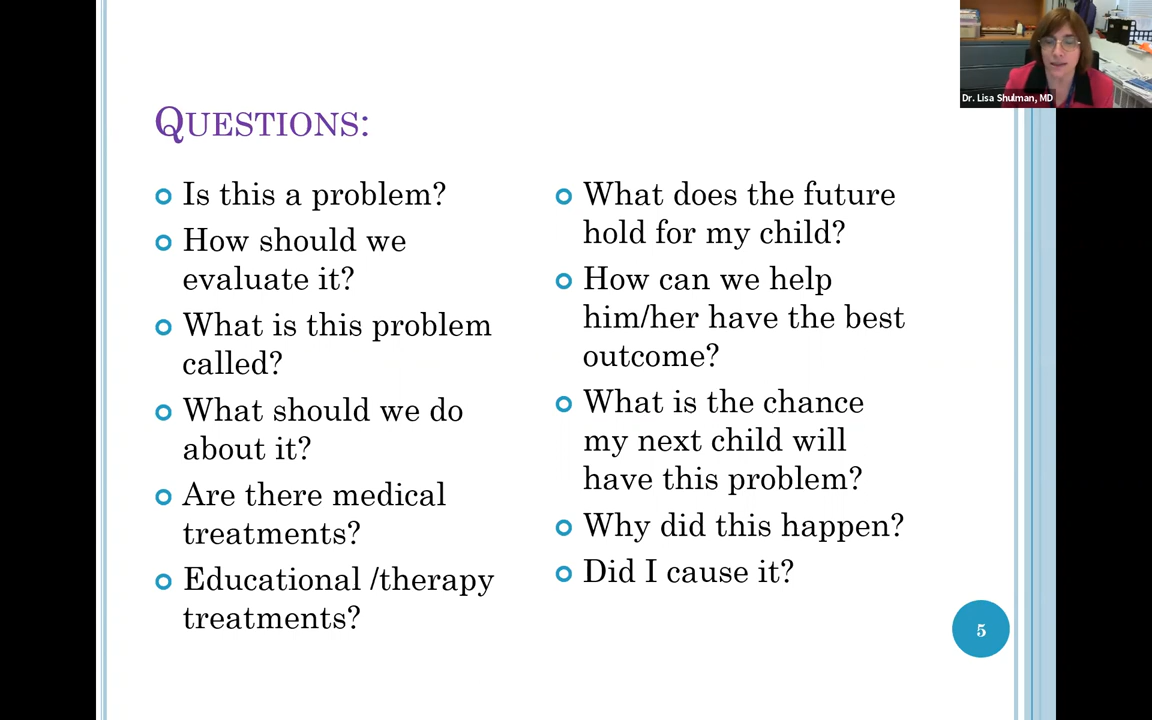 Dr. Lisa Shulman, MD
QUESTIONS:
Is this a problem?
How should we
evaluate it?
What is this problem
called?
What should we do
about it?
Are there medical
treatments?
Educational /therapy
treatments?
What does the future
hold for my child?
How can we help
him/her have the best
outcome?
What is the chance
my next child will
have this problem?
Why did this happen?
Did I cause it?
5